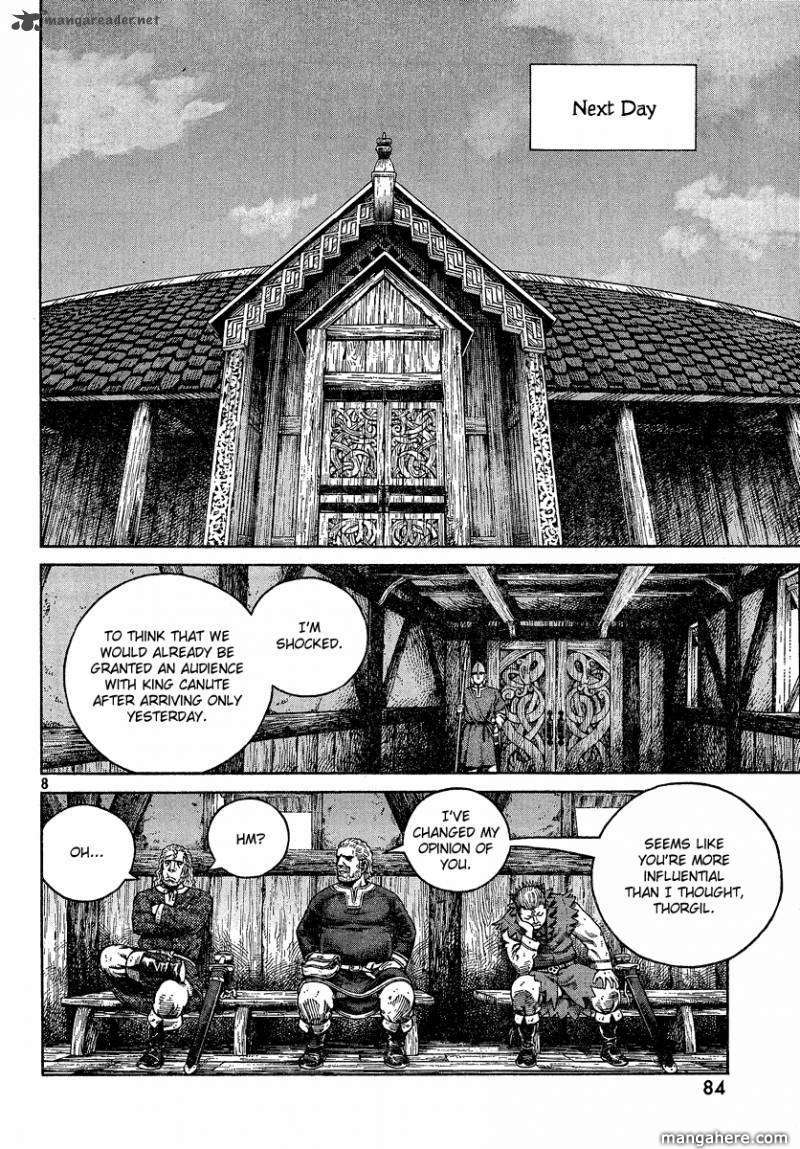 mangareader.net
Next Day
I'M
SHOCKED.
TO THINK THAT WE
WOULD ALREADY BE
GRANTED AN AUDIENCE
WITH KING CANUTE
AFTER ARRIVING ONLY
YESTERDAY.
8
SEEMS LIKE
YOU'RE MORE
INFLUENTIAL
THAN I THOUGHT,
THORGIL.
I'VE
CHANGED MY
OPINION OF
YOU.
HM?
OH...
84
mangahere.com